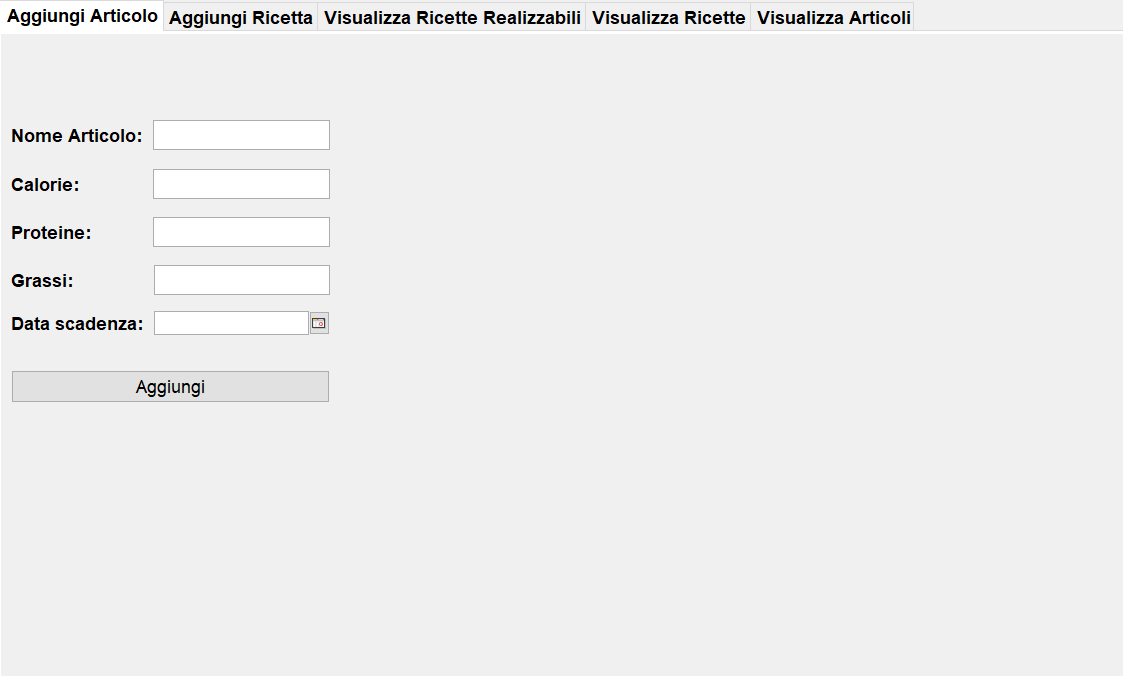 Aggiungi Articolo Aggiungi Ricetta Visualizza Ricette Realizzabili Visualizza Ricette Visualizza Articoli
Nome Articolo:
Calorie:
Proteine:
Grassi:
Data scadenza:
Aggiungi